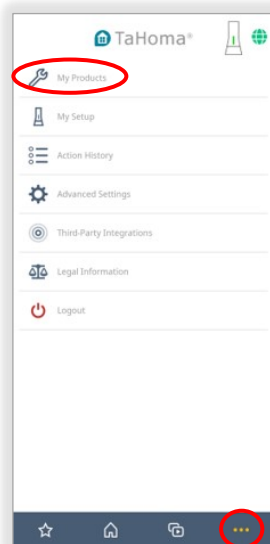 TaHoma®
My Products
My Setup
Action History
Advanced Settings
Third-Party Integrations
Legal Information
Logout